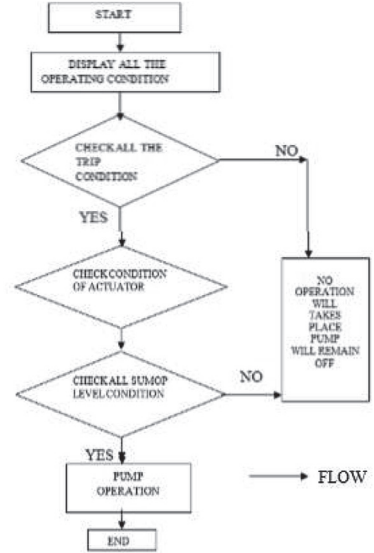 START
DISPLAY ALL THE
OPERATING CONDITION
CHECK ALL THE
TRIP
CONDITION
NO
YES
CHECK CONDITION
OF ACTUATOR
NO
OPERATION
WILL
TAKES
PLACE
PUMP
WILL REMAIN
OFF
CHECK ALL SUMOP
LEVEL CONDITION
NO
YES
PUMP
OPERATION
FLOW
END